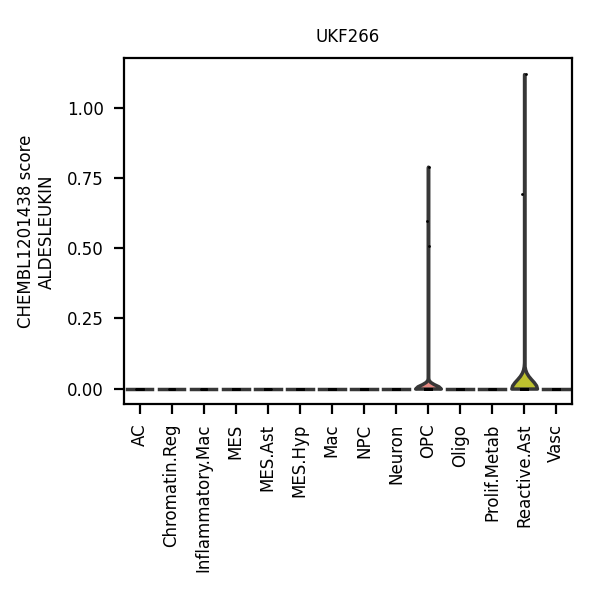 UKF266
CHEMBL1201438 score
ALDESLEUKIN
1.00
0.75
0.50
0.25
0.00
AC
Chromatin.Reg
Inflammatory.Mac
MES
MES.Ast
MES.Hyp
Mac
NPC
Neuron
OPC
Oligo
Prolif.Metab
Reactive.Ast
Vasc